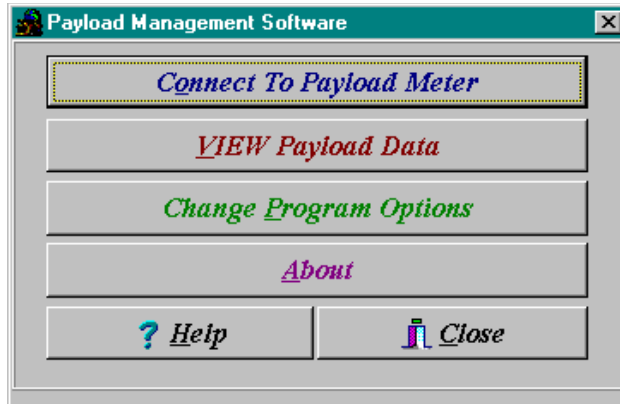 Payload Management Software
Connect To Payload Meter
VIEW Payload Data
Change Program Options
About
? Help
Close